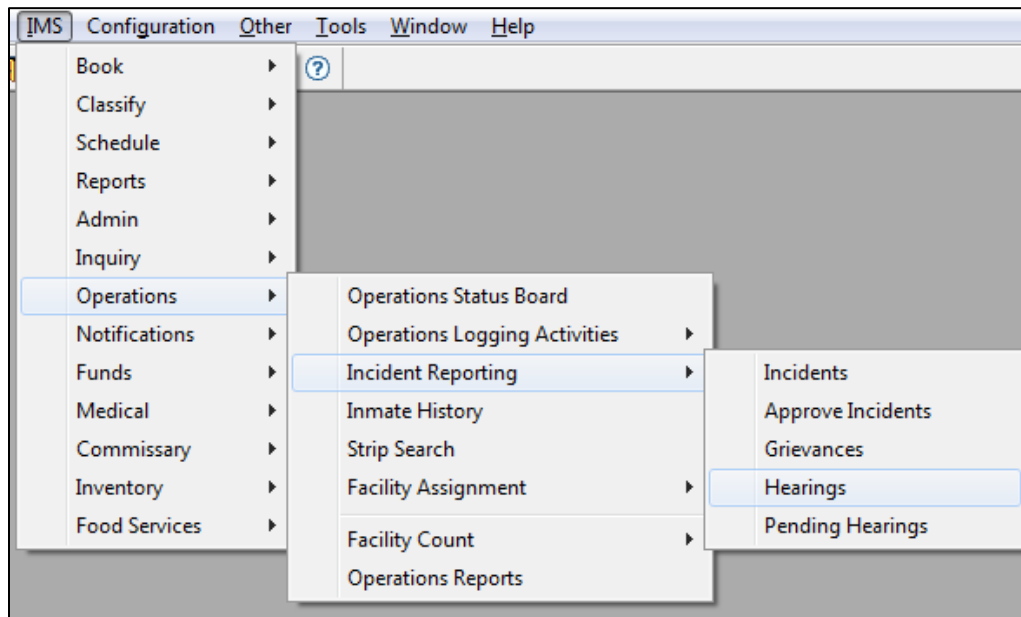 IMS Configuration Other Tools Window Help
Book
Classify
Schedule
Reports
Admin
Inquiry
Operations
Notifications
Funds
Medical
Commissary
Inventory
Food Services
Operations Status Board
Operations Logging Activities
Incident Reporting
Inmate History
Strip Search
Facility Assignment
Facility Count
Operations Reports
Incidents
Approve Incidents
Grievances
Hearings
Pending Hearings